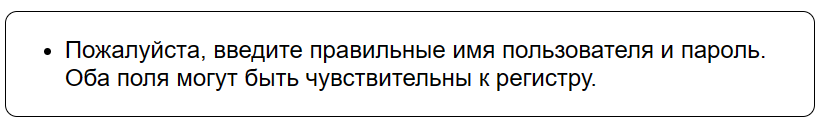 Пожалуйста, введите правильные имя пользователя и пароль.
Оба поля могут быть чувствительны к регистру.